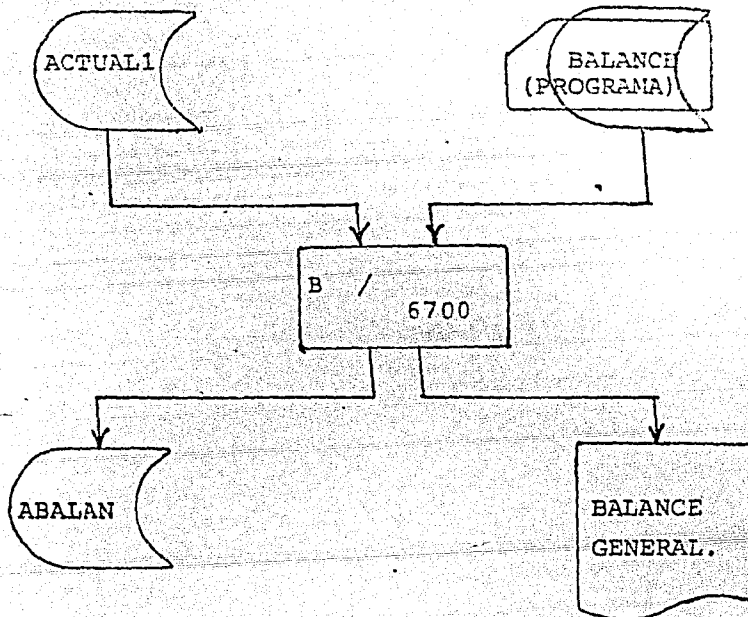 ACTUAL1
BALANCE
(PROGRAMA)
B /
6700
ABALAN
BALANCE
GENERAL.